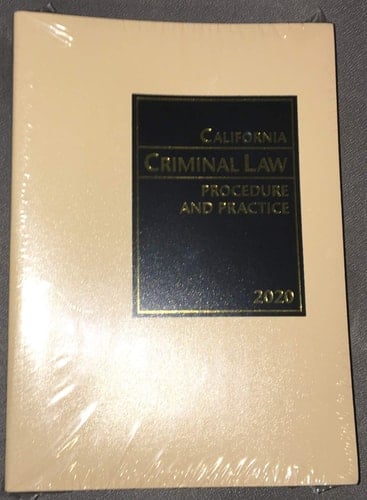 CALIFORNIA
CRIMINAL LAW
PROCEDURE
AND PRACTICE
2020